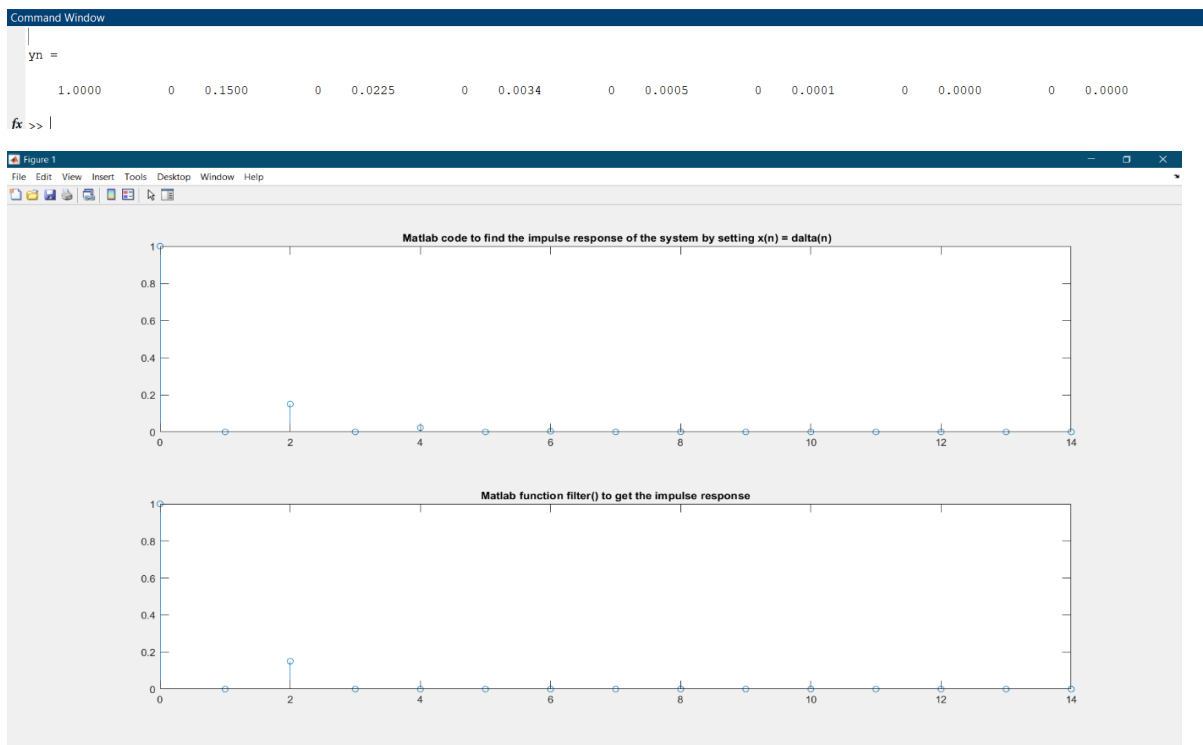 Command Window
yn =
1.0000 0 0.1500 0 0.0225 0 0.0034 0 0.0005 0 0.0001 0 0.0000 0 0.0000
fx >>
Figure 1
File Edit View Insert Tools Desktop Window Help
Matlab code to find the impulse response of the system by setting x(n) = dalta(n)
1
0.8
0.6
0.4
0.2
0
0 2 4 6 8 10 12 14
Matlab function filter() to get the impulse response
1
0.8
0.6
0.4
0.2
0
0 2 4 6 8 10 12 14